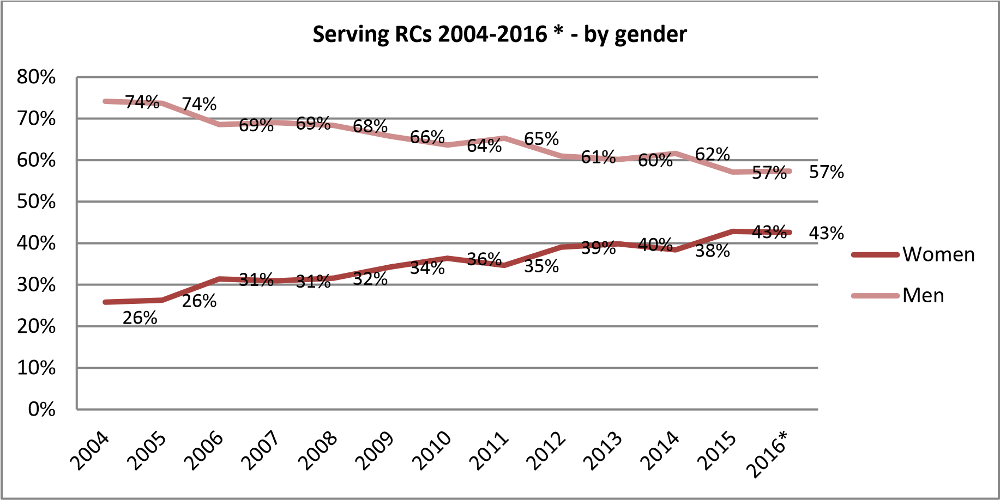 Serving RCs 2004-2016 * - by gender
80%
70%
60%
50%
40%
30%
20%
10%
0%
74% 74% 69% 69% 68% 66% 64% 65% 61% 60% 62% 57% 57%
26% 26% 31% 31% 32% 34% 36% 35% 39% 40% 38% 43% 43%
2004 2005 2006 2007 2008 2009 2010 2011 2012 2013 2014 2015 2016*
Women
Men